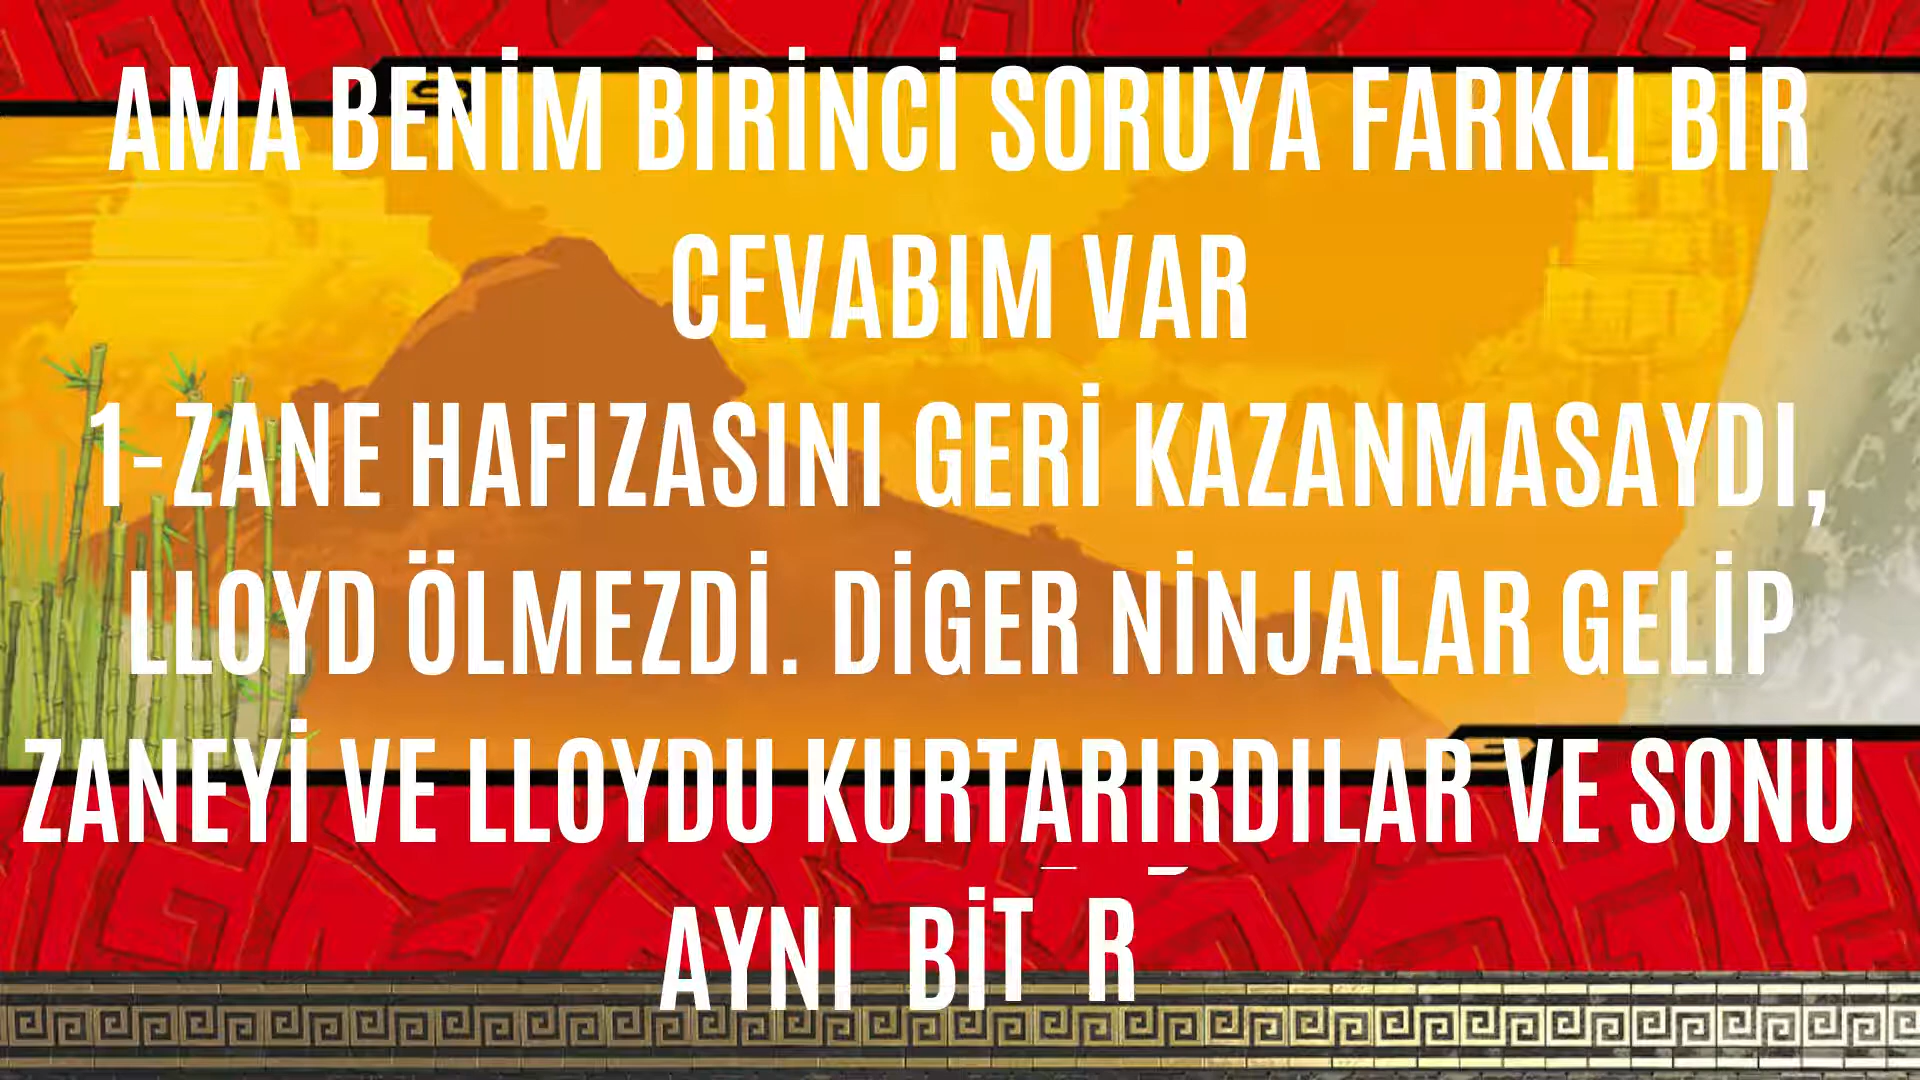 AMA BENİM BİRİNCİ SORUYA FARKLI BİR
CEVABIM VAR
1-ZANE HAFIZASINI GERİ KAZANMASAYDI,
LLOYD ÖLMEZDİ. DİGER NİNJALAR GELİP
ZANEYİ VE LLOYDU KURTARIRDILAR VE SONU
AYNI